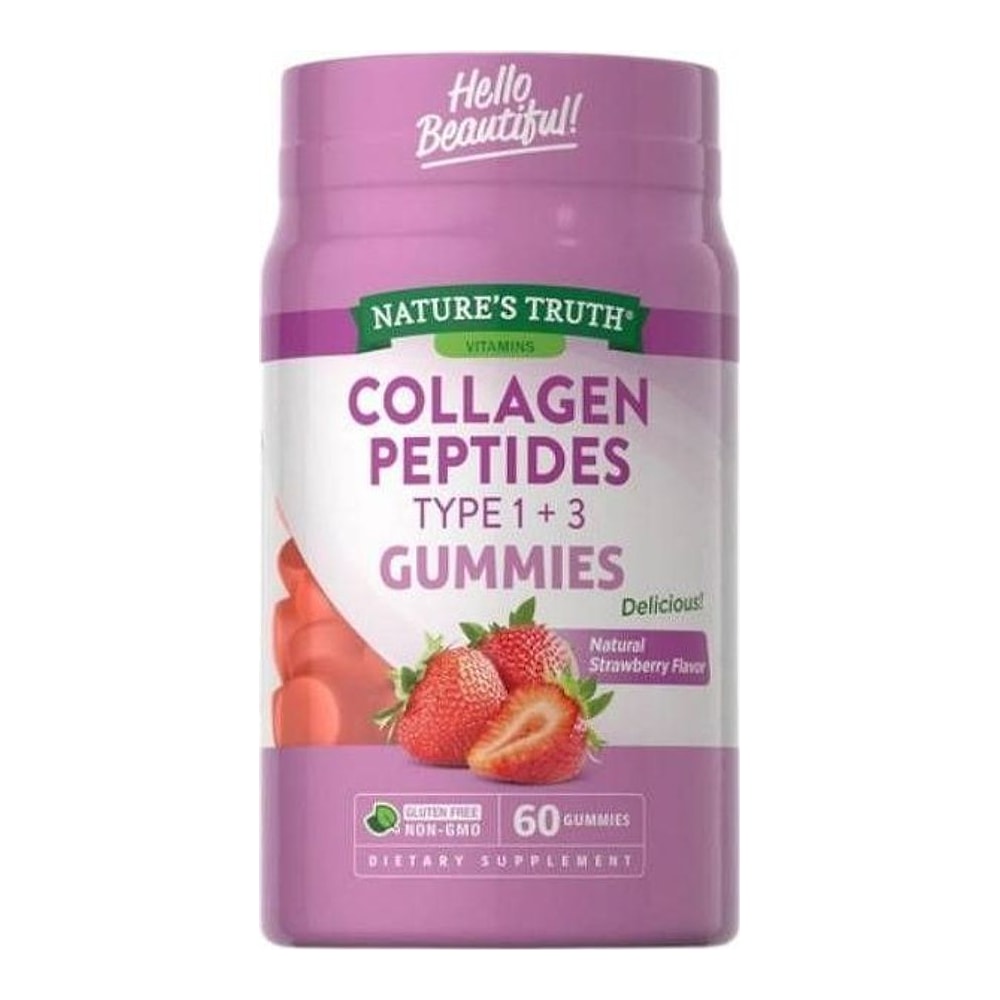 Hello
Beautiful!
NATURE'S TRUTH®
VITAMINS
COLLAGEN
PEPTIDES
TYPE 1 + 3
GUMMIES
Delicious!
Natural
Strawberry Flavor
GLUTEN FREE
NON-GMO
60 GUMMIES
DIETARY SUPPLEMENT